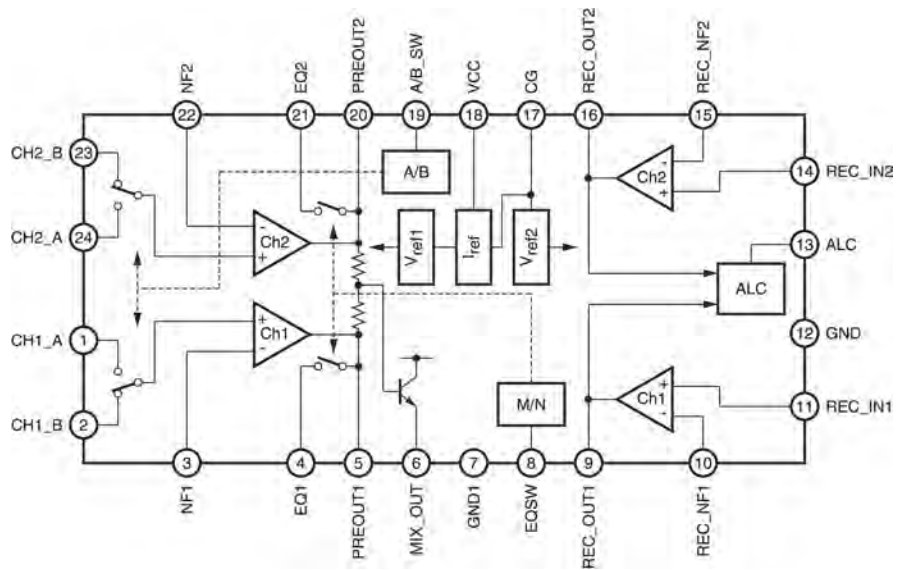 NF2
EQ2
PREOUT2
A/B_SW
VCC
CG
REC_OUT2
REC_NF2
22
21
20
19
18
17
16
15
CH2_B 23
A/B
- Ch2 +
14 REC_IN2
CH2_A 24
- Ch2 +
Vref1
Iref
Vref2
13 ALC
ALC
CH1_A 1
+ Ch1 -
12 GND
M/N
+ Ch1 -
11 REC_IN1
CH1_B 2
3
4
5
6
7
8
9
10
NF1
EQ1
PREOUT1
MIX_OUT
GND1
EQSW
REC_OUT1
REC_NF1